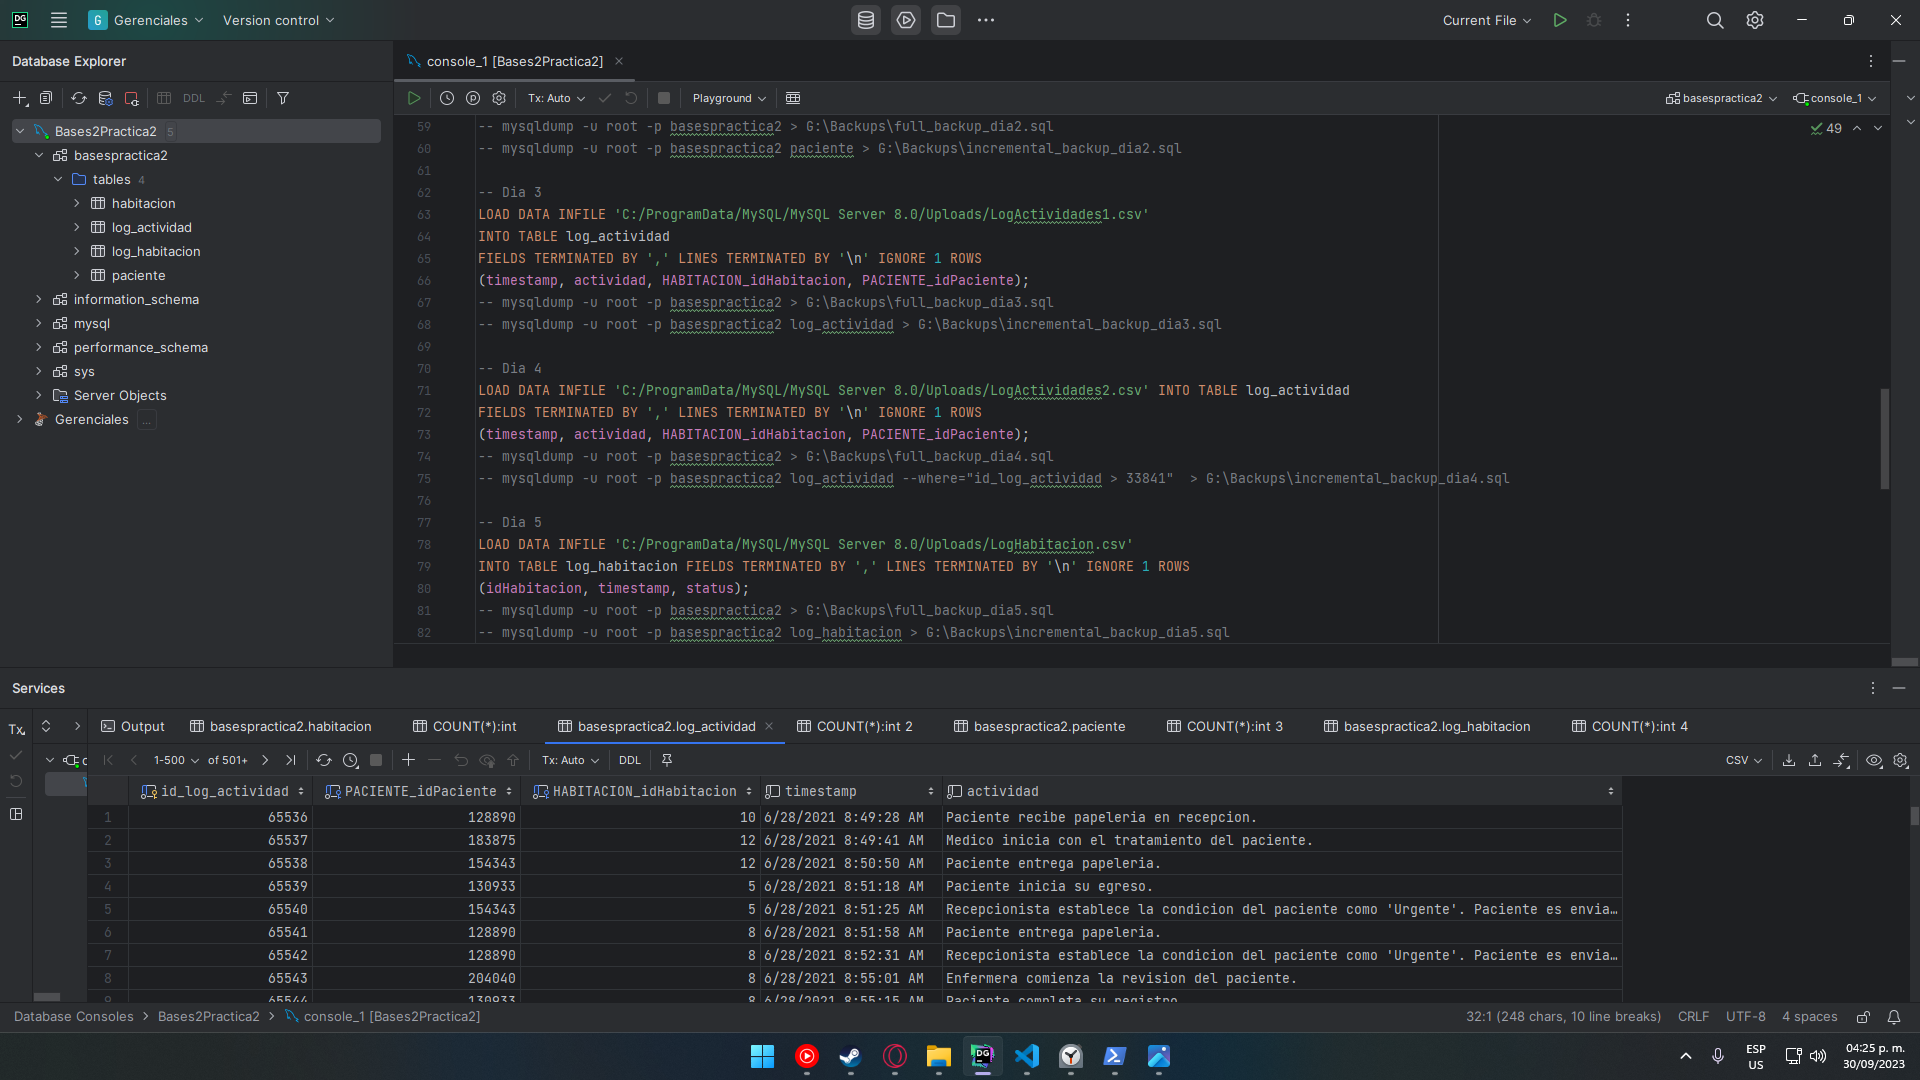 DG
G Gerenciales
Version control
Current File
Database Explorer
console_1 [Bases2Practica2]
DDL
Tx: Auto
Playground
basespractica2
console_1
Bases2Practica2 5
basespractica2
tables 4
habitacion
log_actividad
log_habitacion
paciente
information_schema
mysql
performance_schema
sys
Server Objects
Gerenciales ...
49
59 -- mysqldump -u root -p basespractica2 > G:\Backups\full_backup_dia2.sql
60 -- mysqldump -u root -p basespractica2 paciente > G:\Backups\incremental_backup_dia2.sql
61
62 -- Dia 3
63 LOAD DATA INFILE 'C:/ProgramData/MySQL/MySQL Server 8.0/Uploads/LogActividades1.csv'
64 INTO TABLE log_actividad
65 FIELDS TERMINATED BY ',' LINES TERMINATED BY '\n' IGNORE 1 ROWS
66 (timestamp, actividad, HABITACION_idHabitacion, PACIENTE_idPaciente);
67 -- mysqldump -u root -p basespractica2 > G:\Backups\full_backup_dia3.sql
68 -- mysqldump -u root -p basespractica2 log_actividad > G:\Backups\incremental_backup_dia3.sql
69
70 -- Dia 4
71 LOAD DATA INFILE 'C:/ProgramData/MySQL/MySQL Server 8.0/Uploads/LogActividades2.csv' INTO TABLE log_actividad
72 FIELDS TERMINATED BY ',' LINES TERMINATED BY '\n' IGNORE 1 ROWS
73 (timestamp, actividad, HABITACION_idHabitacion, PACIENTE_idPaciente);
74 -- mysqldump -u root -p basespractica2 > G:\Backups\full_backup_dia4.sql
75 -- mysqldump -u root -p basespractica2 log_actividad --where="id_log_actividad > 33841"  > G:\Backups\incremental_backup_dia4.sql
76
77 -- Dia 5
78 LOAD DATA INFILE 'C:/ProgramData/MySQL/MySQL Server 8.0/Uploads/LogHabitacion.csv'
79 INTO TABLE log_habitacion FIELDS TERMINATED BY ',' LINES TERMINATED BY '\n' IGNORE 1 ROWS
80 (idHabitacion, timestamp, status);
81 -- mysqldump -u root -p basespractica2 > G:\Backups\full_backup_dia5.sql
82 -- mysqldump -u root -p basespractica2 log_habitacion > G:\Backups\incremental_backup_dia5.sql
Services
Tx
Output
basespractica2.habitacion
COUNT(*):int
basespractica2.log_actividad
COUNT(*):int 2
basespractica2.paciente
COUNT(*):int 3
basespractica2.log_habitacion
COUNT(*):int 4
1-500 of 501+
Tx: Auto
DDL
CSV
id_log_actividad PACIENTE_idPaciente HABITACION_idHabitacion timestamp actividad
1 65536 128890 10 6/28/2021 8:49:28 AM Paciente recibe papeleria en recepcion.
2 65537 183875 12 6/28/2021 8:49:41 AM Medico inicia con el tratamiento del paciente.
3 65538 154343 12 6/28/2021 8:50:50 AM Paciente entrega papeleria.
4 65539 130933 5 6/28/2021 8:51:18 AM Paciente inicia su egreso.
5 65540 154343 5 6/28/2021 8:51:25 AM Recepcionista establece la condicion del paciente como 'Urgente'. Paciente es envia…
6 65541 128890 8 6/28/2021 8:51:58 AM Paciente entrega papeleria.
7 65542 128890 8 6/28/2021 8:52:31 AM Recepcionista establece la condicion del paciente como 'Urgente'. Paciente es envia…
8 65543 204040 8 6/28/2021 8:55:01 AM Enfermera comienza la revision del paciente.
9 65544 130933 8 6/28/2021 8:55:15 AM Paciente completa su registro.
Database Consoles > Bases2Practica2 > console_1 [Bases2Practica2]
32:1 (248 chars, 10 line breaks) CRLF UTF-8 4 spaces
DG
ESP
US
04:25 p. m.
30/09/2023